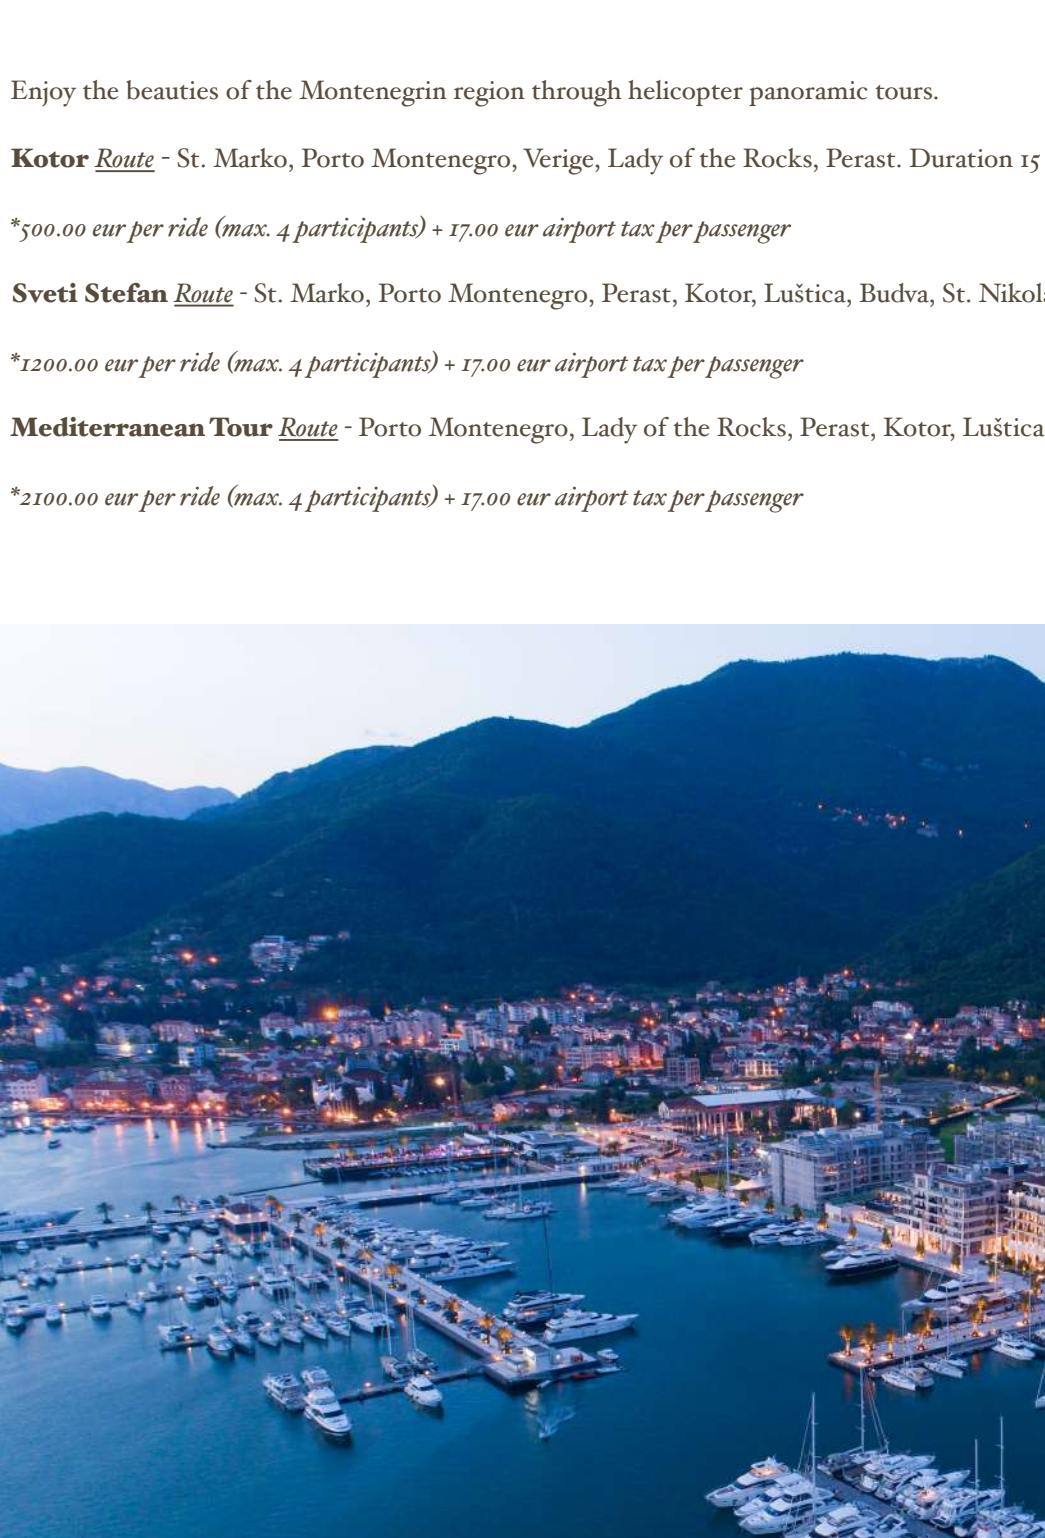 Enjoy the beauties of the Montenegrin region through helicopter panoramic tours.
Kotor Route - St. Marko, Porto Montenegro, Verige, Lady of the Rocks, Perast. Duration 15
*500.00 eur per ride (max. 4 participants) + 17.00 eur airport tax per passenger
Sveti Stefan Route - St. Marko, Porto Montenegro, Perast, Kotor, Luštica, Budva, St.
*1200.00 eur per ride (max. 4 participants) + 17.00 eur airport tax per passenger
Mediterranean Tour Route - Porto Montenegro, Lady of the Rocks, Perast, Kotor, Luštica
*2100.00 eur per ride (max. 4 participants) + 17.00 eur airport tax per passenger